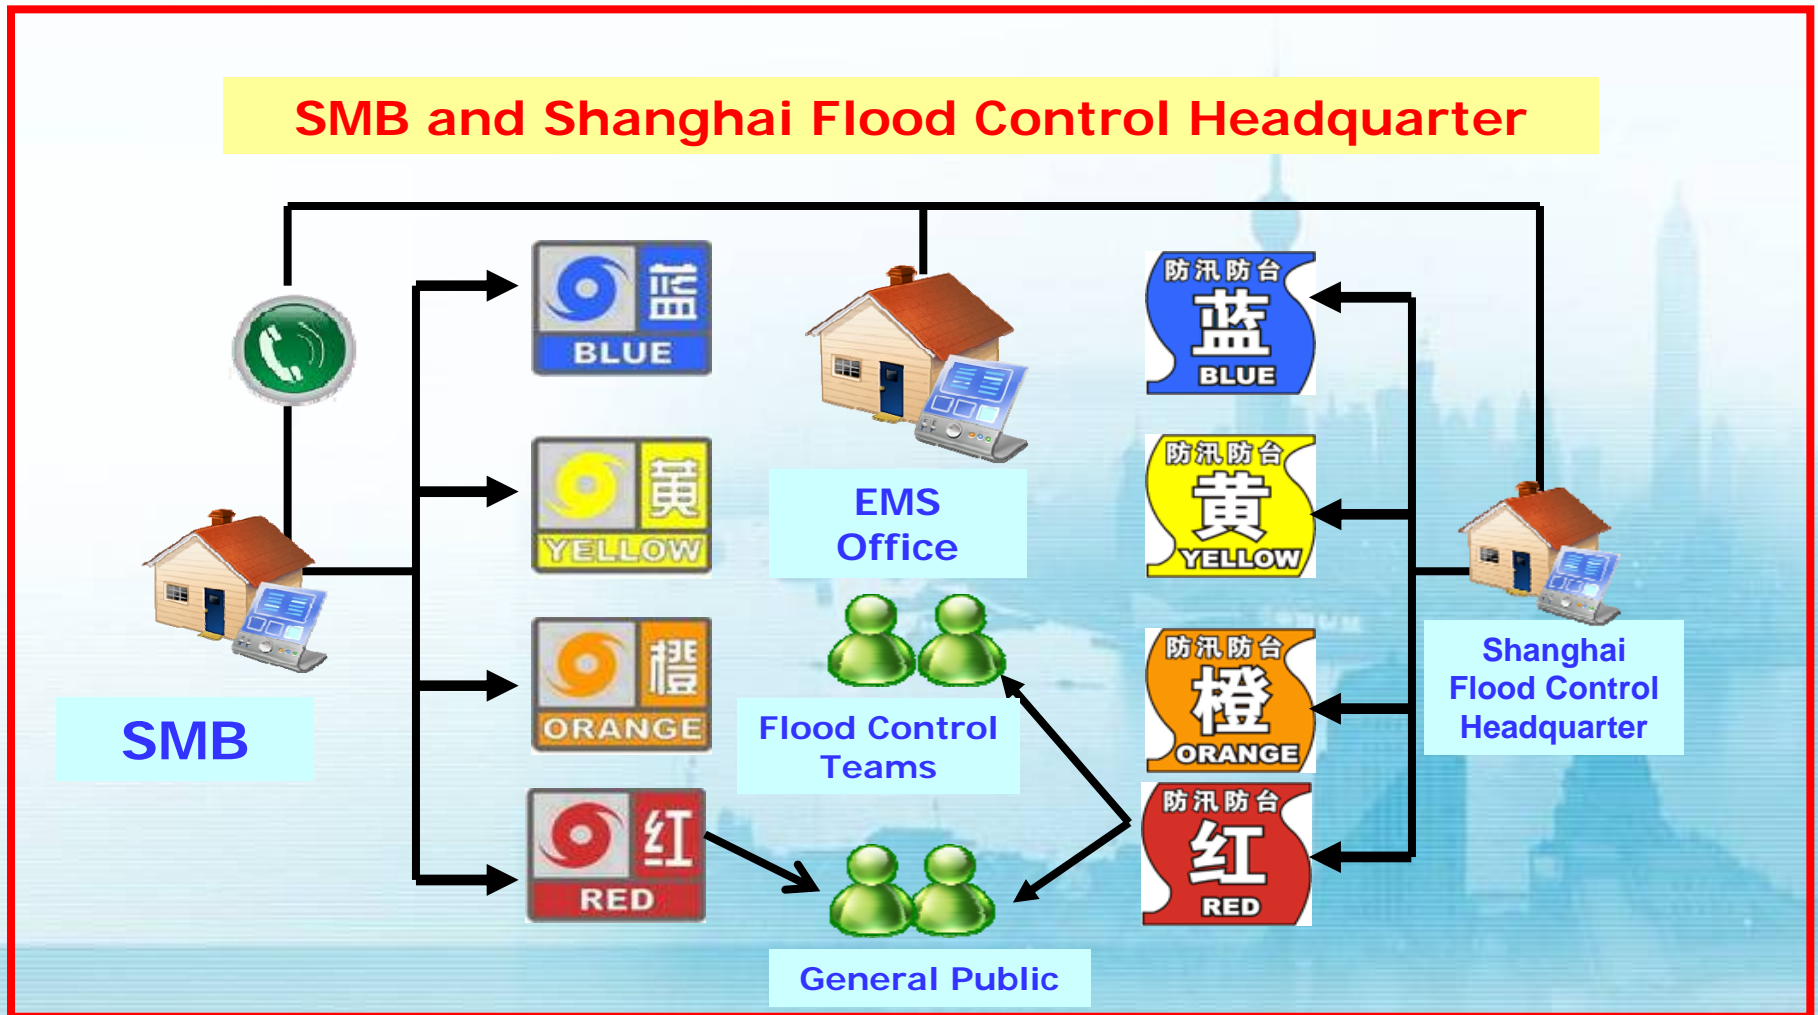 SMB and Shanghai Flood Control Headquarter
蓝
BLUE
黄
YELLOW
橙
ORANGE
红
RED
SMB
EMS
Office
Flood Control
Teams
General Public
防汛防台
蓝
BLUE
防汛防台
黄
YELLOW
防汛防台
橙
ORANGE
防汛防台
红
RED
Shanghai
Flood Control
Headquarter